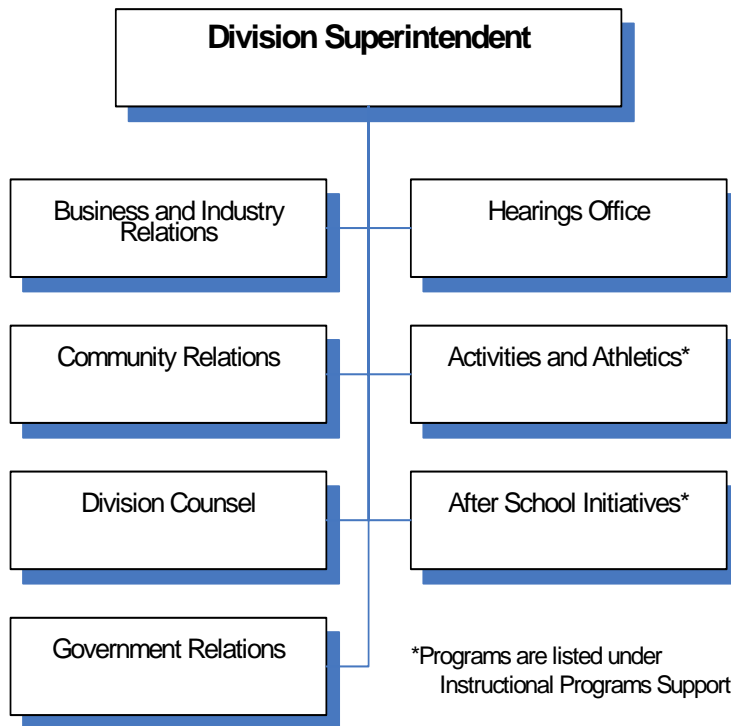 Division Superintendent
Business and Industry
Relations
Hearings Office
Community Relations
Activities and Athletics*
Division Counsel
After School Initiatives*
Government Relations
*Programs are listed under
Instructional Programs Support